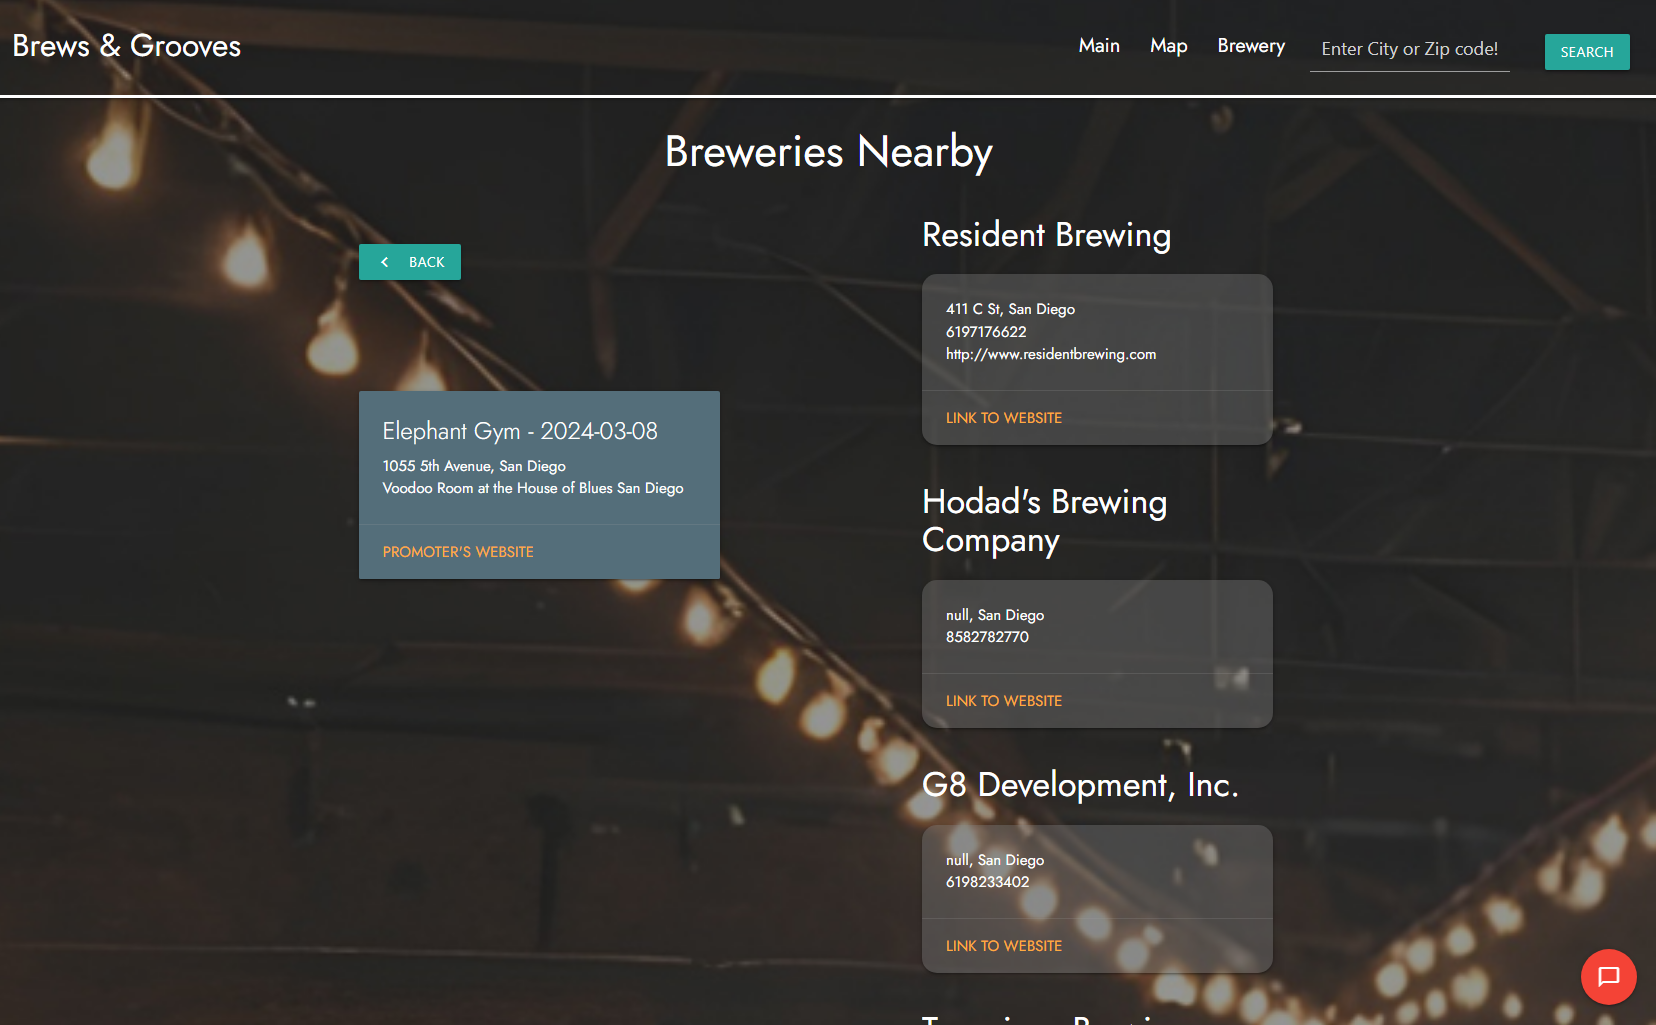 Brews & Grooves
Main
Map
Brewery
Enter City or Zip code!
SEARCH
Breweries Nearby
BACK
Elephant Gym - 2024-03-08
1055 5th Avenue, San Diego
Voodoo Room at the House of Blues San Diego
PROMOTER'S WEBSITE
Resident Brewing
411 C St, San Diego
6197176622
http://www.residentbrewing.com
LINK TO WEBSITE
Hodad's Brewing
Company
null, San Diego
8582782770
LINK TO WEBSITE
G8 Development, Inc.
null, San Diego
6198233402
LINK TO WEBSITE